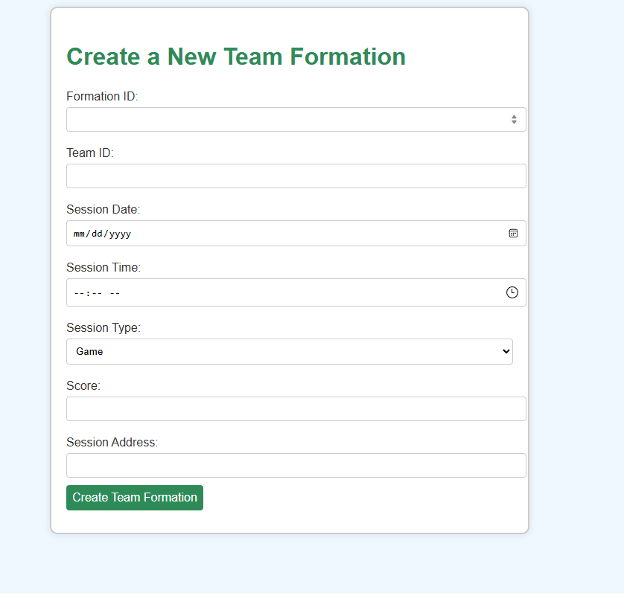 Create a New Team Formation
Formation ID:
Team ID:
Session Date:
mm/dd/yyyy
Session Time:
--:-- --
Session Type:
Game
Score:
Session Address:
Create Team Formation